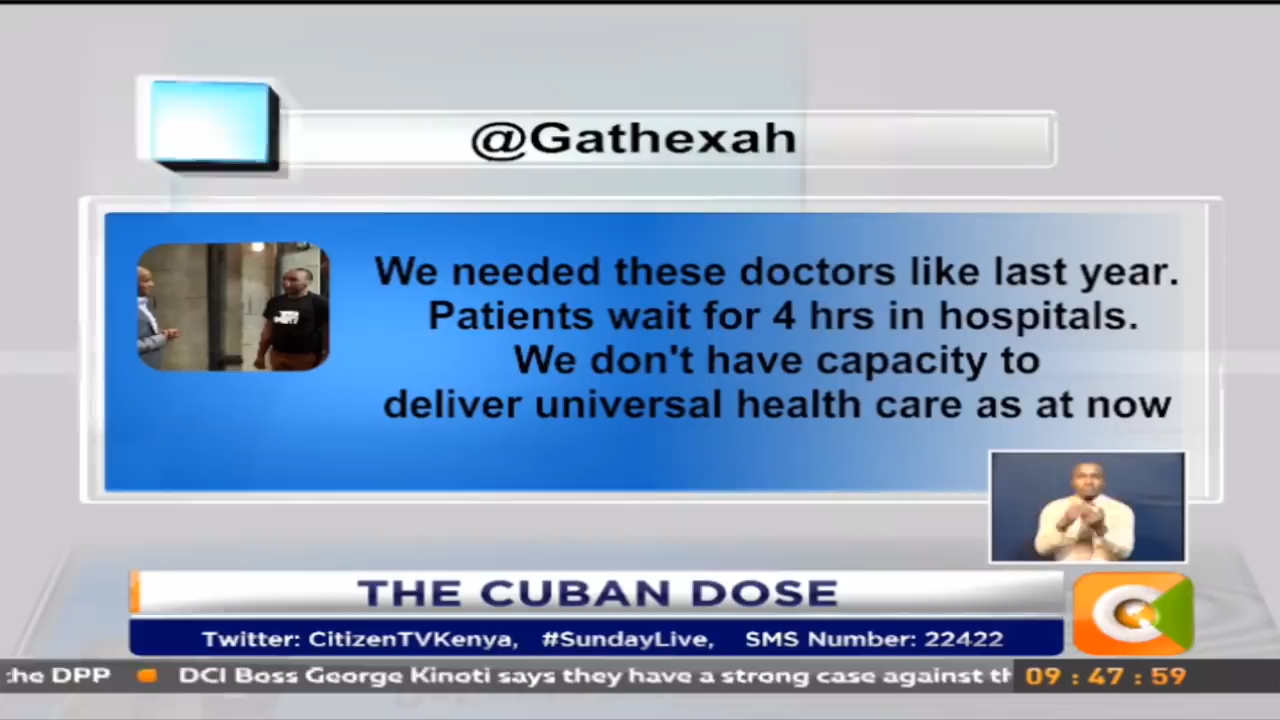 @Gathexah
We needed these doctors like last year.
Patients wait for 4 hrs in hospitals.
We don't have capacity to
deliver universal health care as at now
THE CUBAN DOSE
Twitter: CitizenTVKenya, #SundayLive, SMS Number: 22422
the DPP DCI Boss George Kinoti says they have a strong case against th 09:47:59